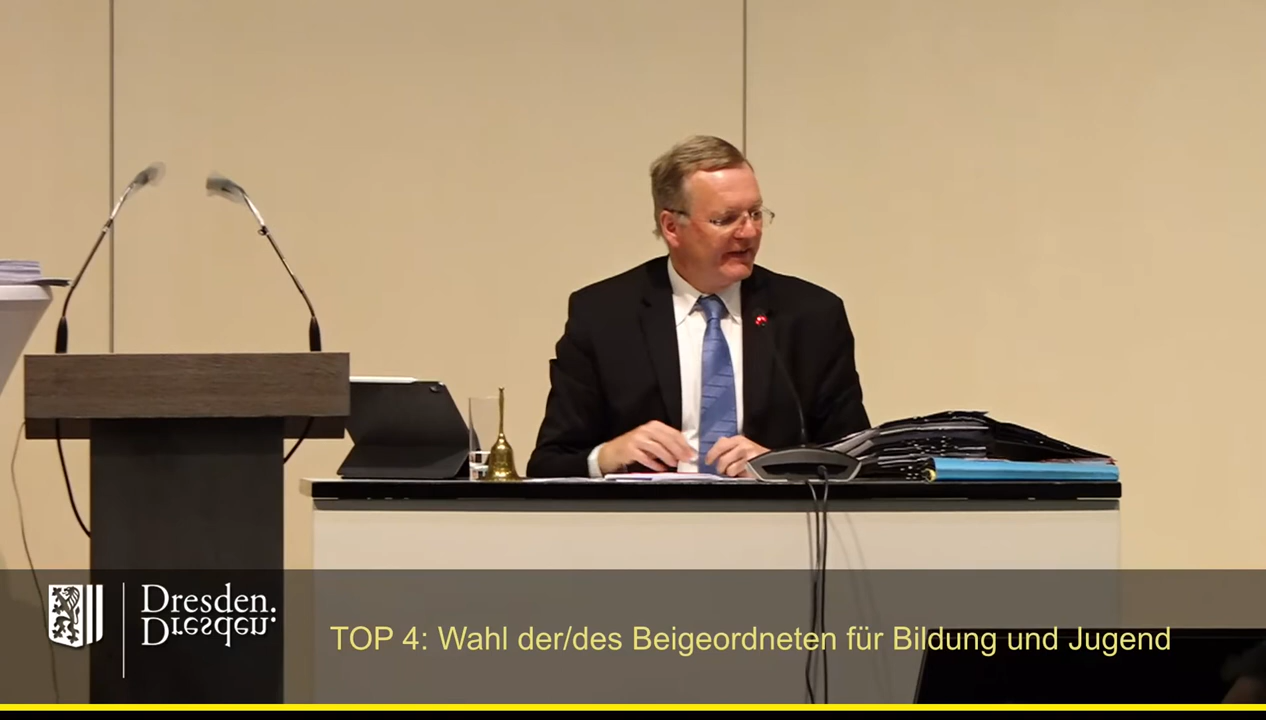 Dresden.
Dresden.
TOP 4: Wahl der/des Beigeordneten für Bildung und Jugend